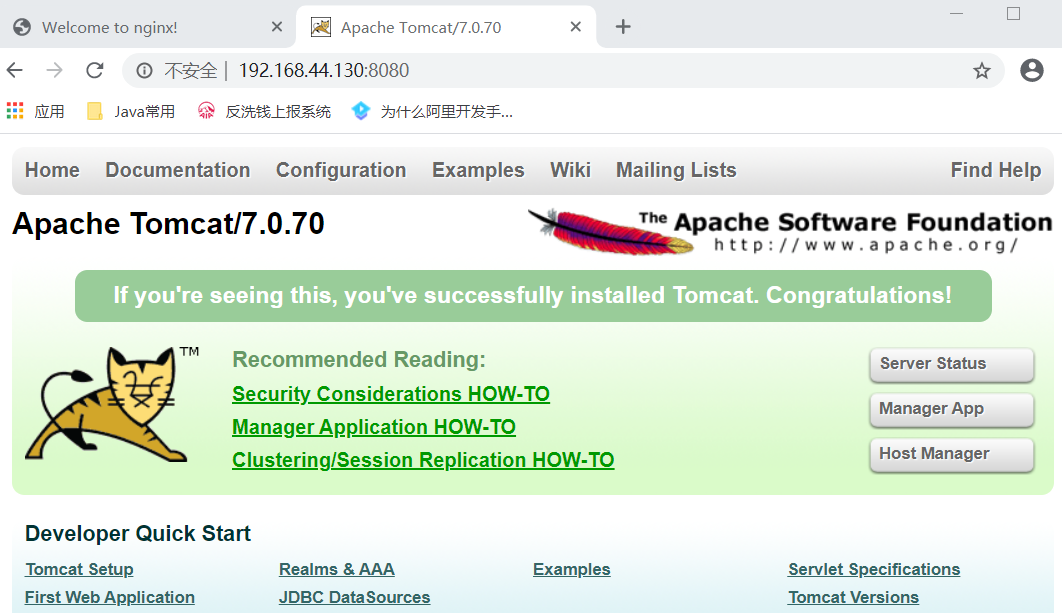 Welcome to nginx!
Apache Tomcat/7.0.70
不安全 | 192.168.44.130:8080
应用 Java常用 反洗钱上报系统 为什么阿里开发手...
Home Documentation Configuration Examples Wiki Mailing Lists Find Help
Apache Tomcat/7.0.70
The Apache Software Foundation
http://www.apache.org/
If you're seeing this, you've successfully installed Tomcat. Congratulations!
TM
Recommended Reading:
Security Considerations HOW-TO
Manager Application HOW-TO
Clustering/Session Replication HOW-TO
Server Status
Manager App
Host Manager
Developer Quick Start
Tomcat Setup Realms & AAA Examples Servlet Specifications
First Web Application JDBC DataSources Tomcat Versions